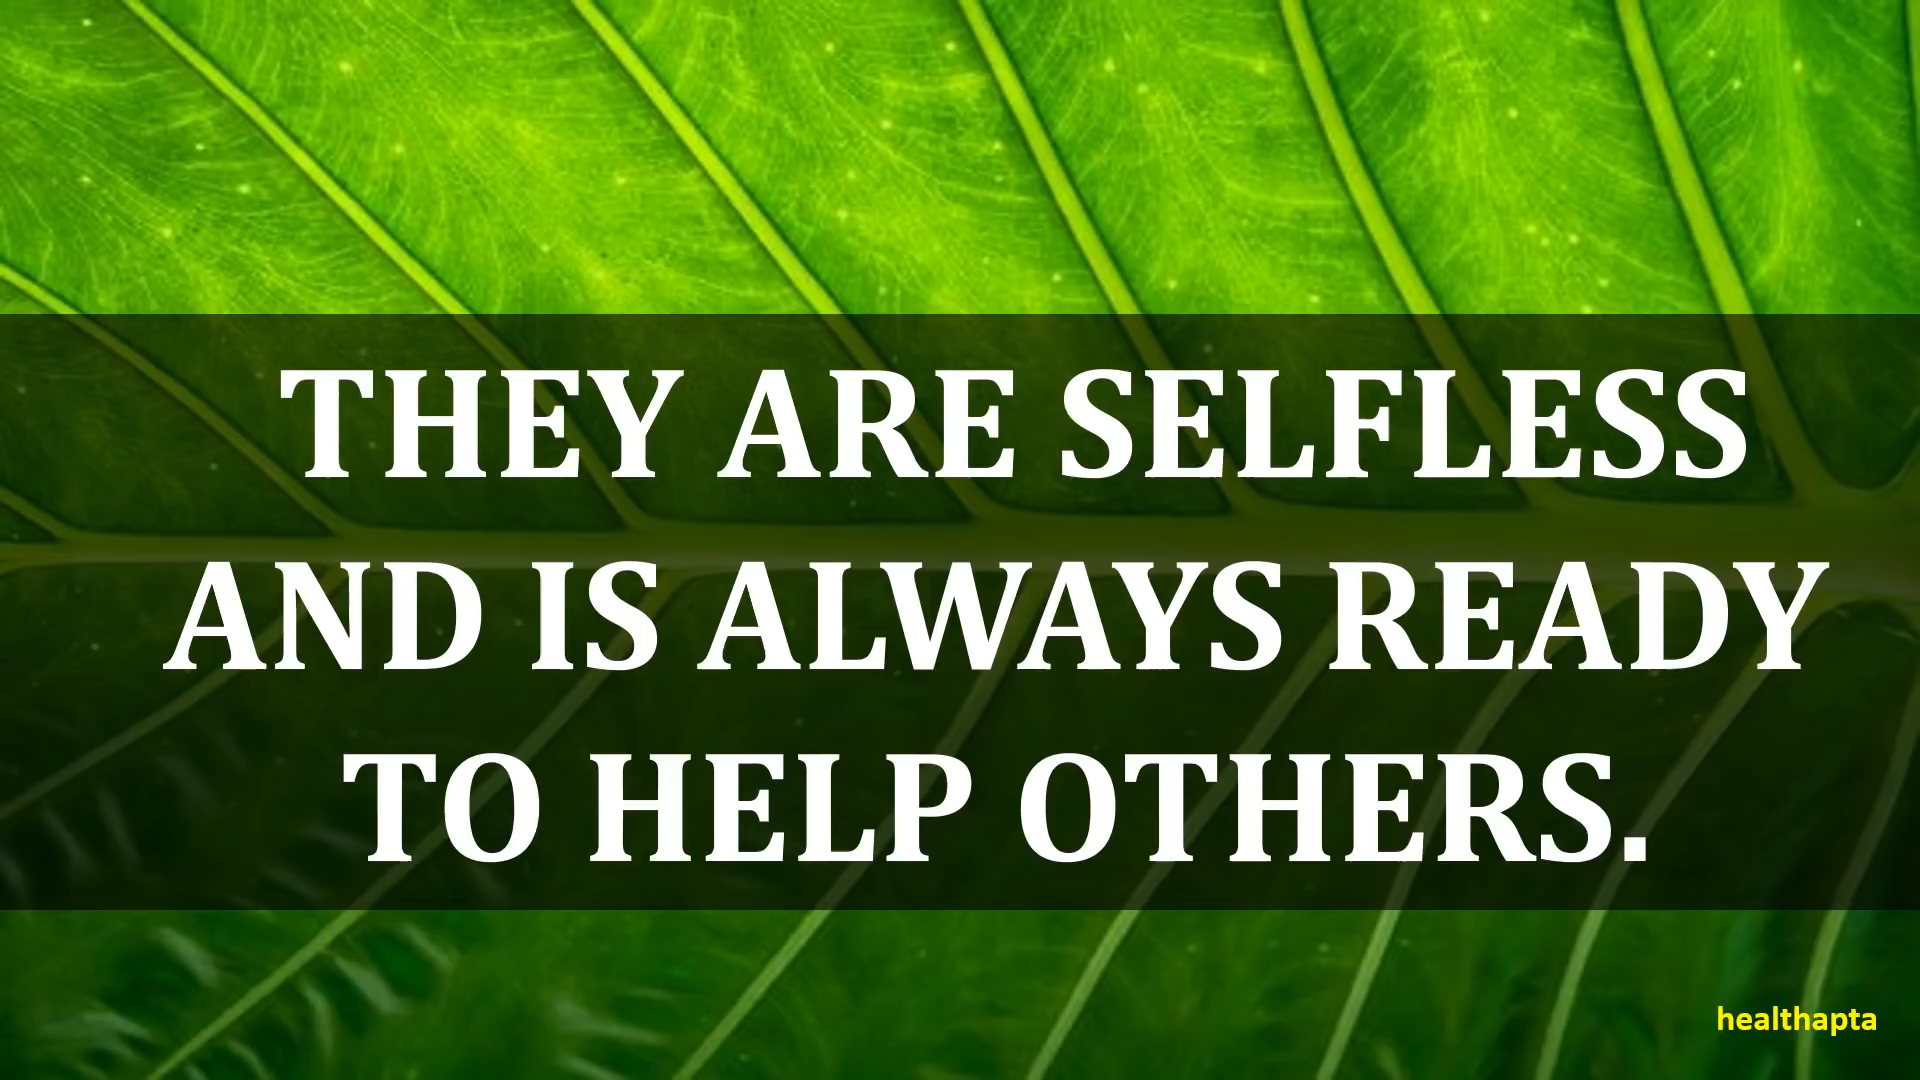 THEY ARE SELFLESS
AND IS ALWAYS READY
TO HELP OTHERS.
healthapta